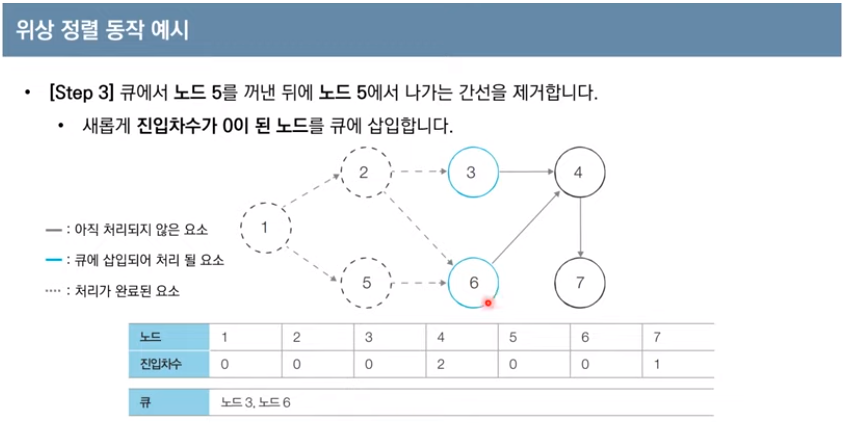 위상 정렬 동작 예시
• [Step 3] 큐에서 노드 5를 꺼낸 뒤에 노드 5에서 나가는 간선을 제거합니다.
• 새롭게 진입차수가 0이 된 노드를 큐에 삽입합니다.
2
3
4
1
: 아직 처리되지 않은 요소
: 큐에 삽입되어 처리 될 요소
: 처리가 완료된 요소
5
6
7
노드 1 2 3 4 5 6 7
진입차수 0 0 0 2 0 0 1
큐 노드 3, 노드 6